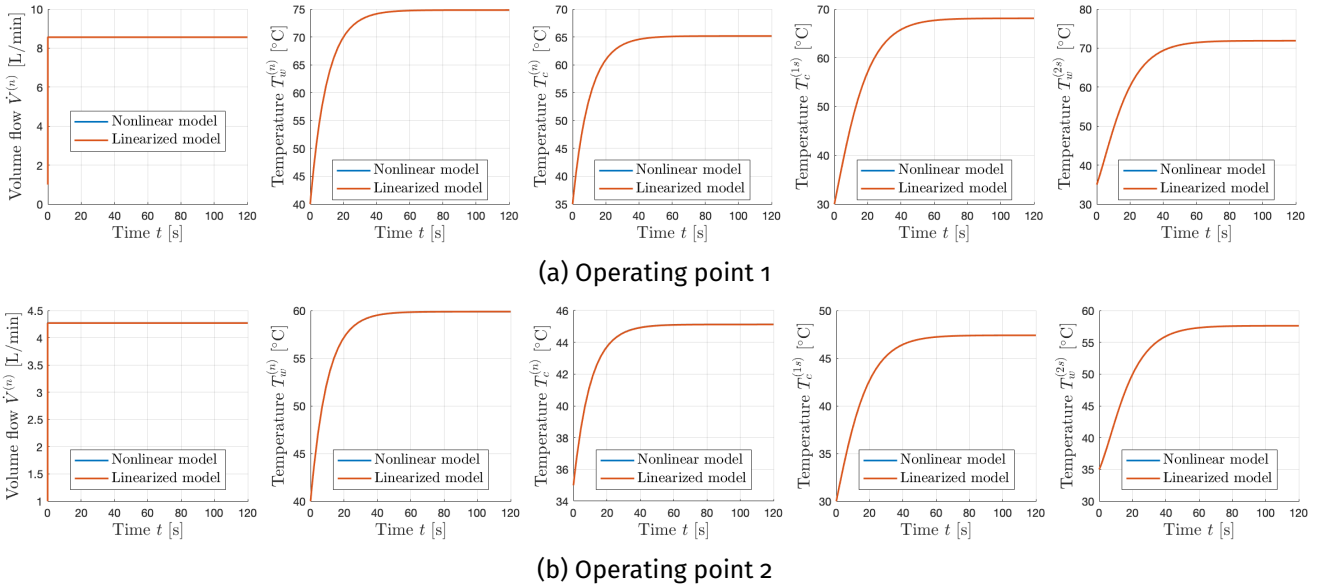 Volume flow V̇⁽ⁿ⁾ [L/min]
10
8
6
4
2
0
0 20 40 60 80 100 120
Time t [s]
Nonlinear model
Linearized model
Temperature T_w⁽ⁿ⁾ [°C]
75
70
65
60
55
50
45
40
0 20 40 60 80 100 120
Time t [s]
Nonlinear model
Linearized model
Temperature T_c⁽ⁿ⁾ [°C]
75
70
65
60
55
50
45
40
35
0 20 40 60 80 100 120
Time t [s]
Nonlinear model
Linearized model
Temperature T_c⁽¹ˢ⁾ [°C]
70
60
50
40
30
0 20 40 60 80 100 120
Time t [s]
Nonlinear model
Linearized model
Temperature T_w⁽²ˢ⁾ [°C]
80
70
60
50
40
30
0 20 40 60 80 100 120
Time t [s]
Nonlinear model
Linearized model
(a) Operating point 1
Volume flow V̇⁽ⁿ⁾ [L/min]
4.5
4
3.5
3
2.5
2
1.5
1
0 20 40 60 80 100 120
Time t [s]
Nonlinear model
Linearized model
Temperature T_w⁽ⁿ⁾ [°C]
60
55
50
45
40
0 20 40 60 80 100 120
Time t [s]
Nonlinear model
Linearized model
Temperature T_c⁽ⁿ⁾ [°C]
46
44
42
40
38
36
34
0 20 40 60 80 100 120
Time t [s]
Nonlinear model
Linearized model
Temperature T_c⁽¹ˢ⁾ [°C]
50
45
40
35
30
0 20 40 60 80 100 120
Time t [s]
Nonlinear model
Linearized model
Temperature T_w⁽²ˢ⁾ [°C]
60
55
50
45
40
35
30
0 20 40 60 80 100 120
Time t [s]
Nonlinear model
Linearized model
(b) Operating point 2